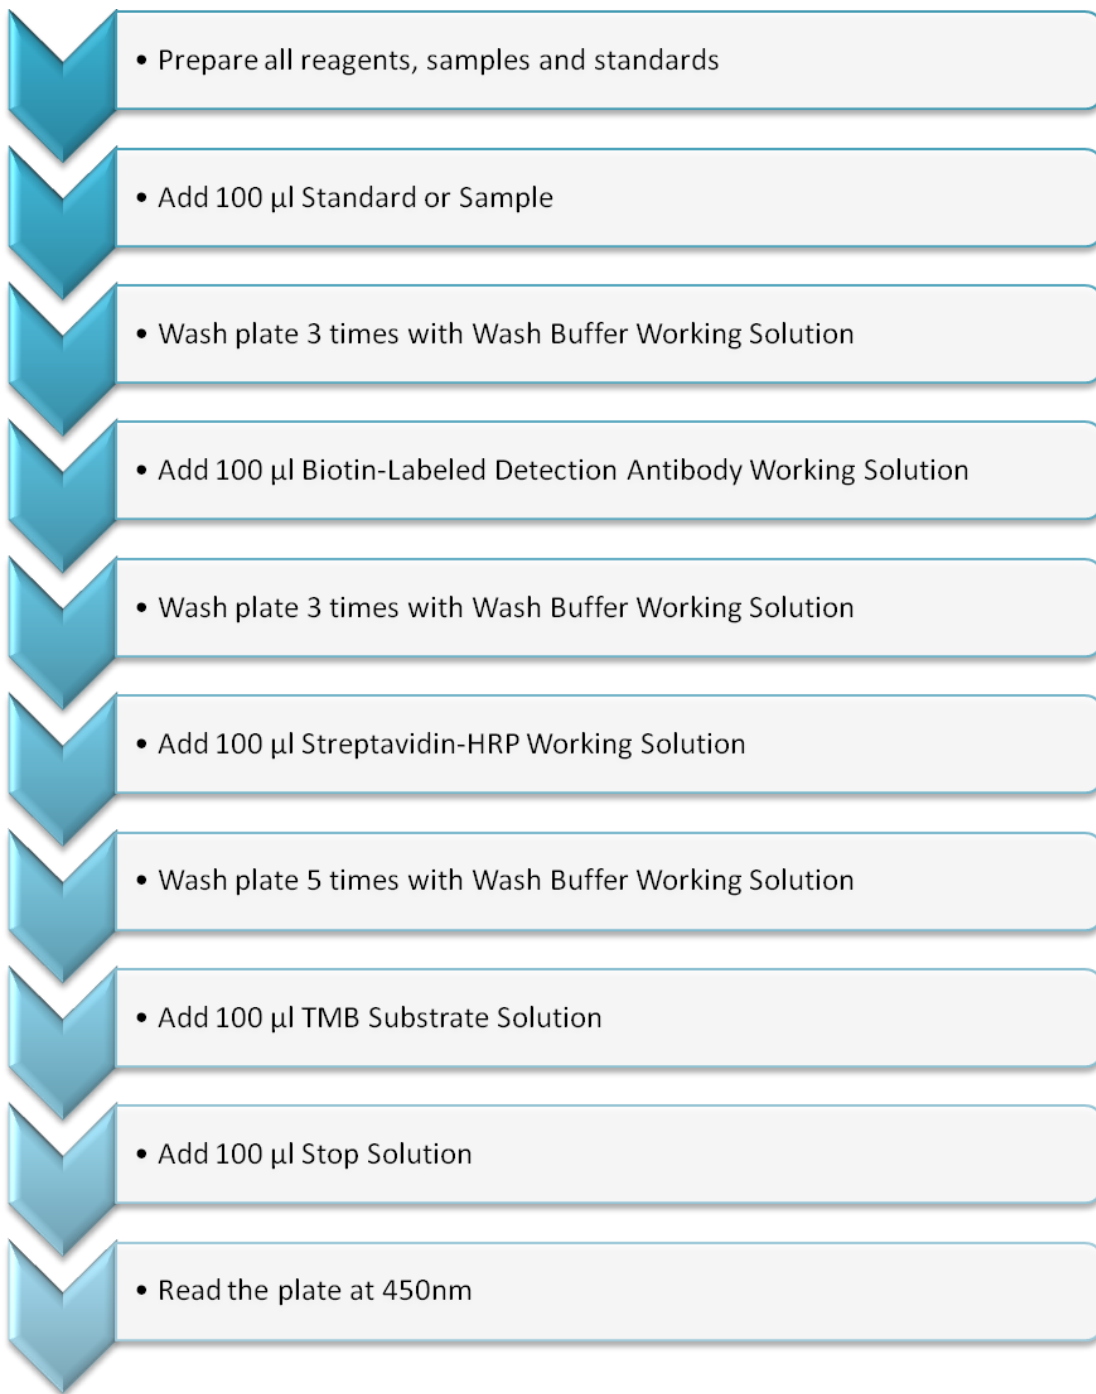 • Prepare all reagents, samples and standards
• Add 100 µl Standard or Sample
• Wash plate 3 times with Wash Buffer Working Solution
• Add 100 µl Biotin-Labeled Detection Antibody Working Solution
• Wash plate 3 times with Wash Buffer Working Solution
• Add 100 µl Streptavidin-HRP Working Solution
• Wash plate 5 times with Wash Buffer Working Solution
• Add 100 µl TMB Substrate Solution
• Add 100 µl Stop Solution
• Read the plate at 450nm